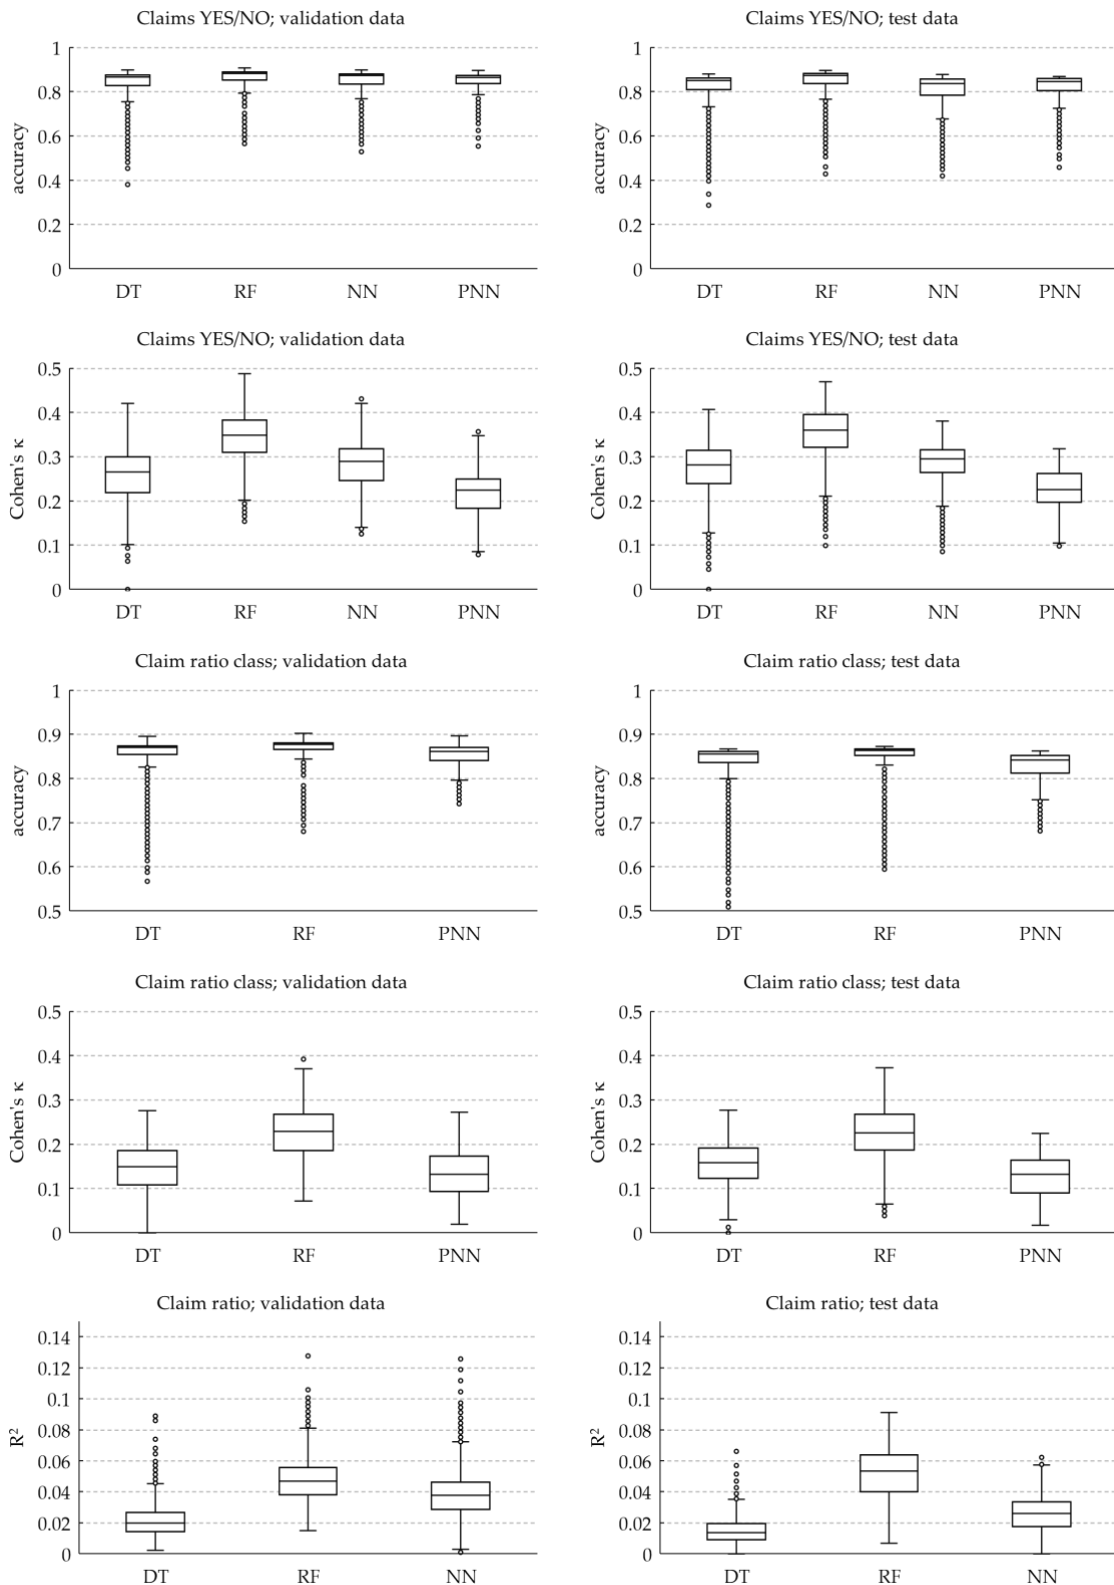 Claims YES/NO; validation data
accuracy
1
0.8
0.6
0.4
0.2
0
DT RF NN PNN
Claims YES/NO; test data
accuracy
1
0.8
0.6
0.4
0.2
0
DT RF NN PNN
Claims YES/NO; validation data
Cohen's κ
0.5
0.4
0.3
0.2
0.1
0
DT RF NN PNN
Claims YES/NO; test data
Cohen's κ
0.5
0.4
0.3
0.2
0.1
0
DT RF NN PNN
Claim ratio class; validation data
accuracy
1
0.9
0.8
0.7
0.6
0.5
DT RF PNN
Claim ratio class; test data
accuracy
1
0.9
0.8
0.7
0.6
0.5
DT RF PNN
Claim ratio class; validation data
Cohen's κ
0.5
0.4
0.3
0.2
0.1
0
DT RF PNN
Claim ratio class; test data
Cohen's κ
0.5
0.4
0.3
0.2
0.1
0
DT RF PNN
Claim ratio; validation data
R²
0.14
0.12
0.1
0.08
0.06
0.04
0.02
0
DT RF NN
Claim ratio; test data
R²
0.14
0.12
0.1
0.08
0.06
0.04
0.02
0
DT RF NN